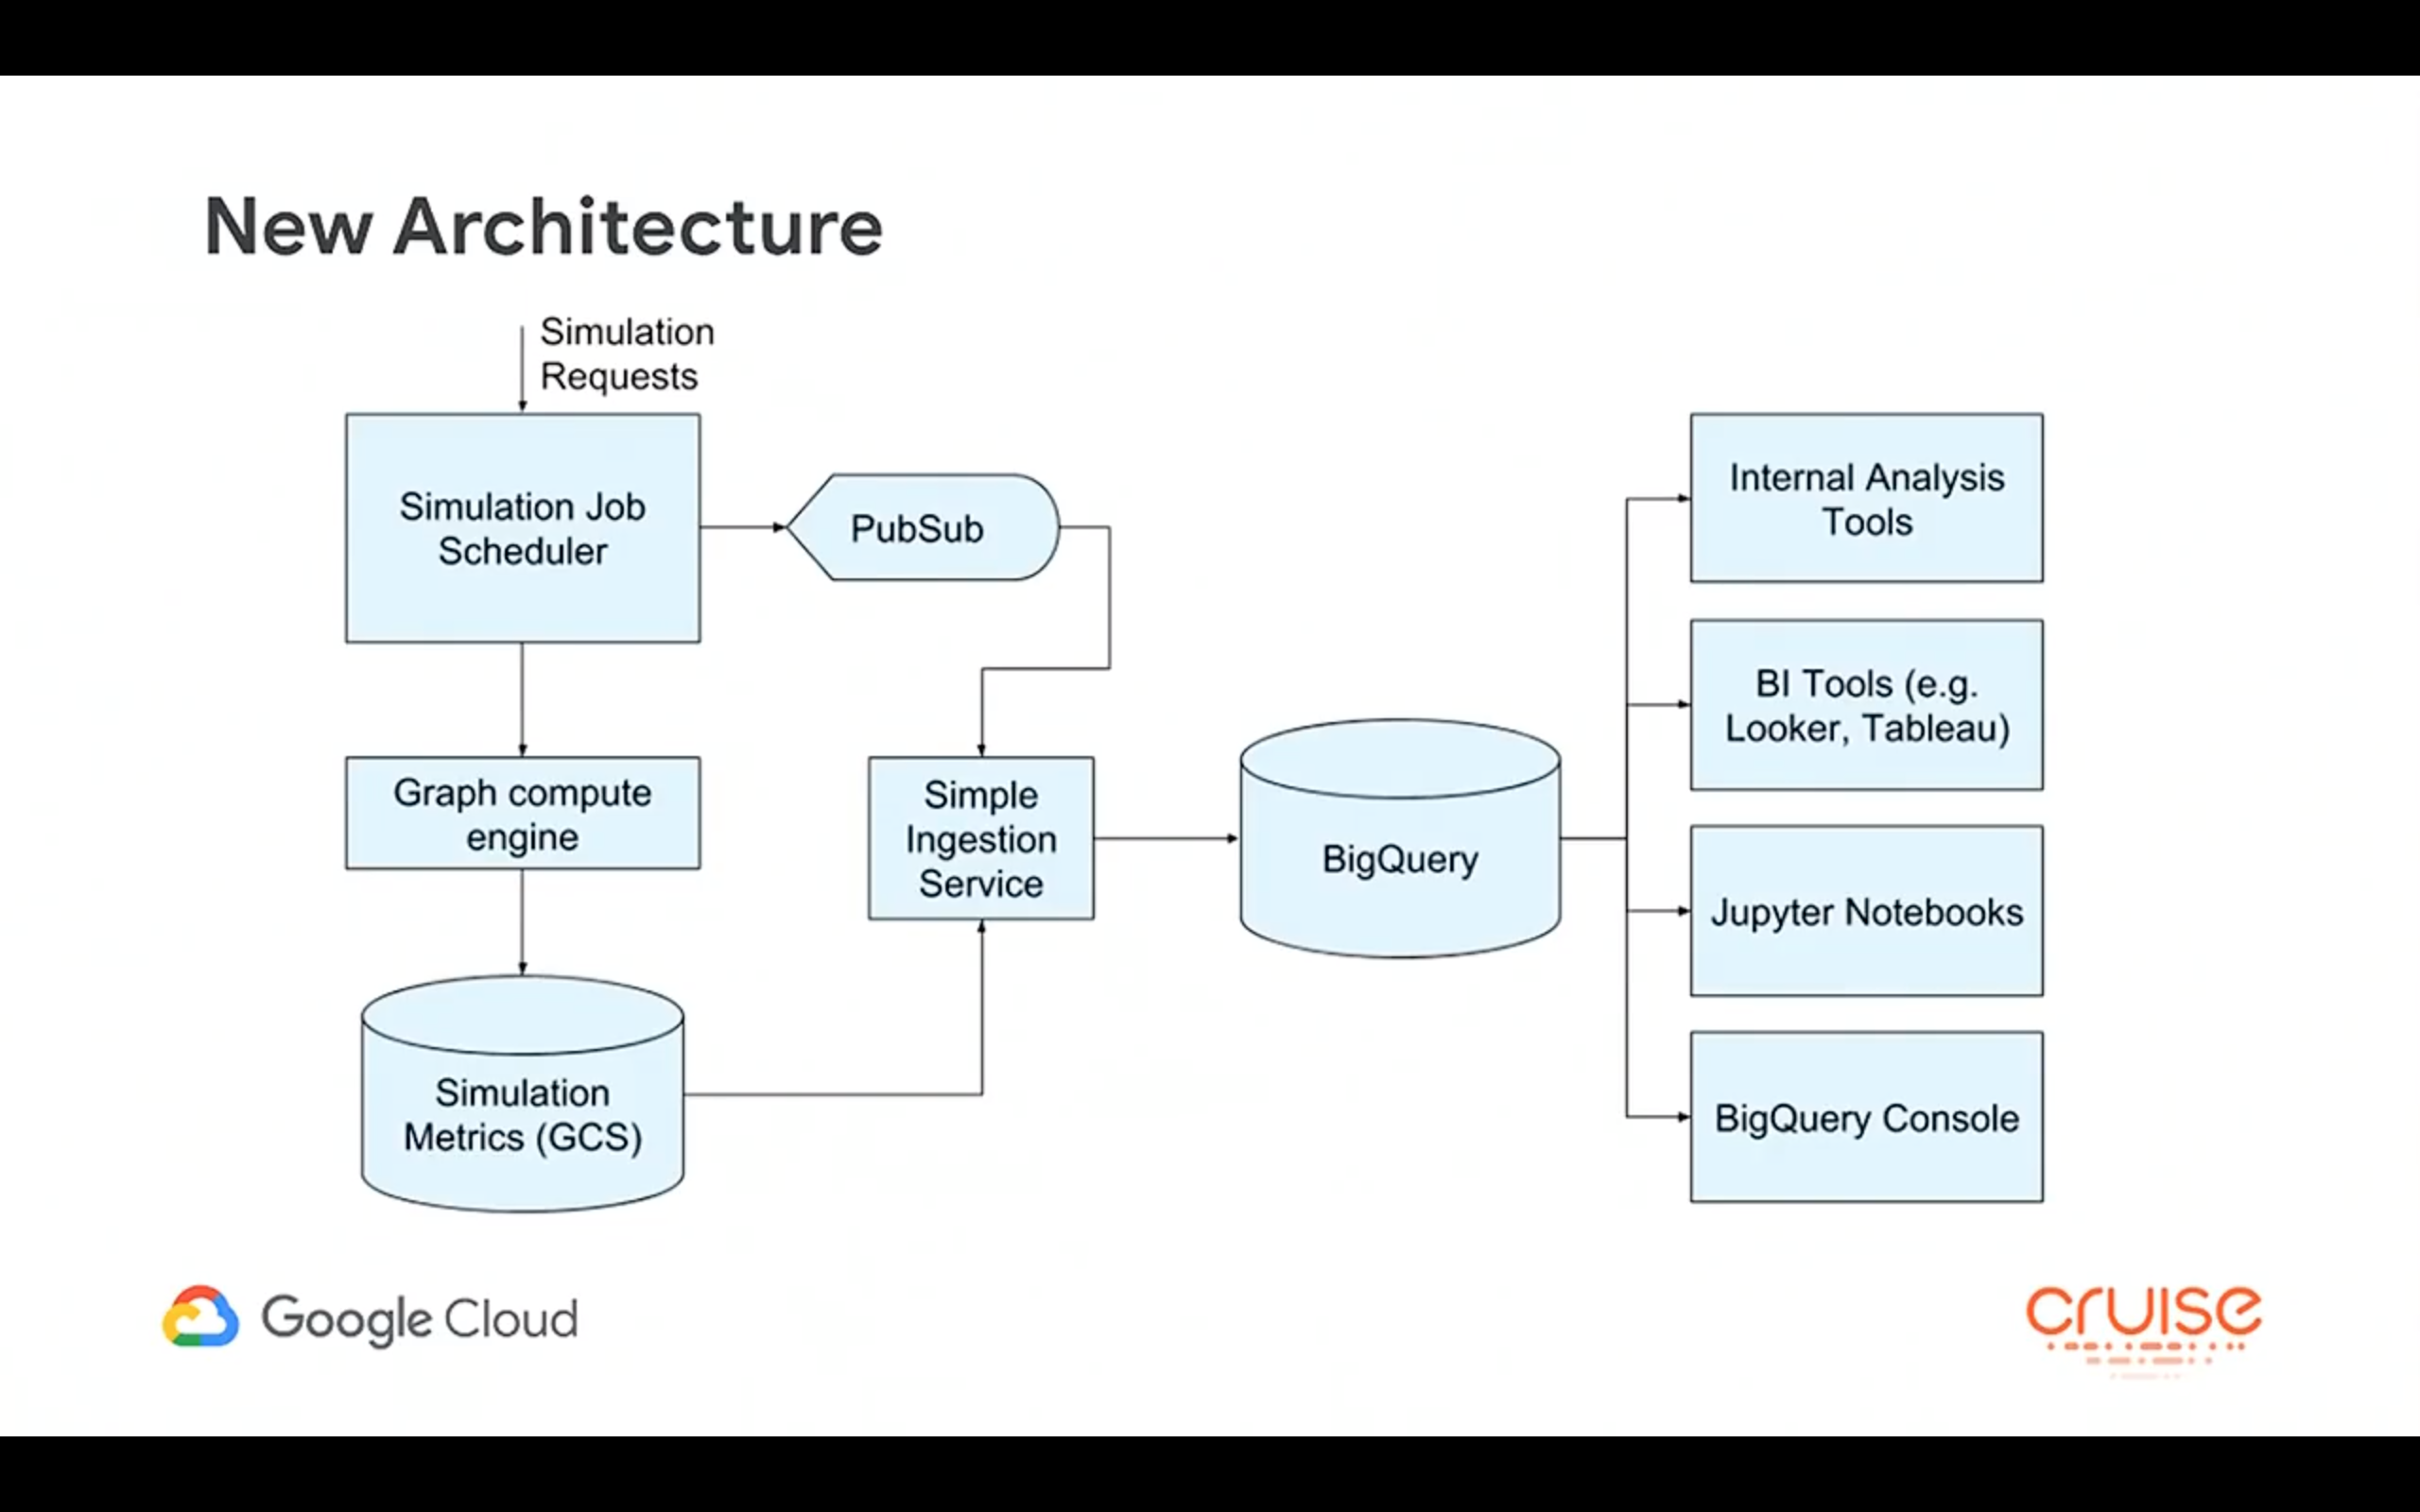 New Architecture
Simulation
Requests
Simulation Job
Scheduler
PubSub
Graph compute
engine
Simple
Ingestion
Service
Simulation
Metrics (GCS)
BigQuery
Internal Analysis
Tools
BI Tools (e.g.
Looker, Tableau)
Jupyter Notebooks
BigQuery Console
Google Cloud
cruise